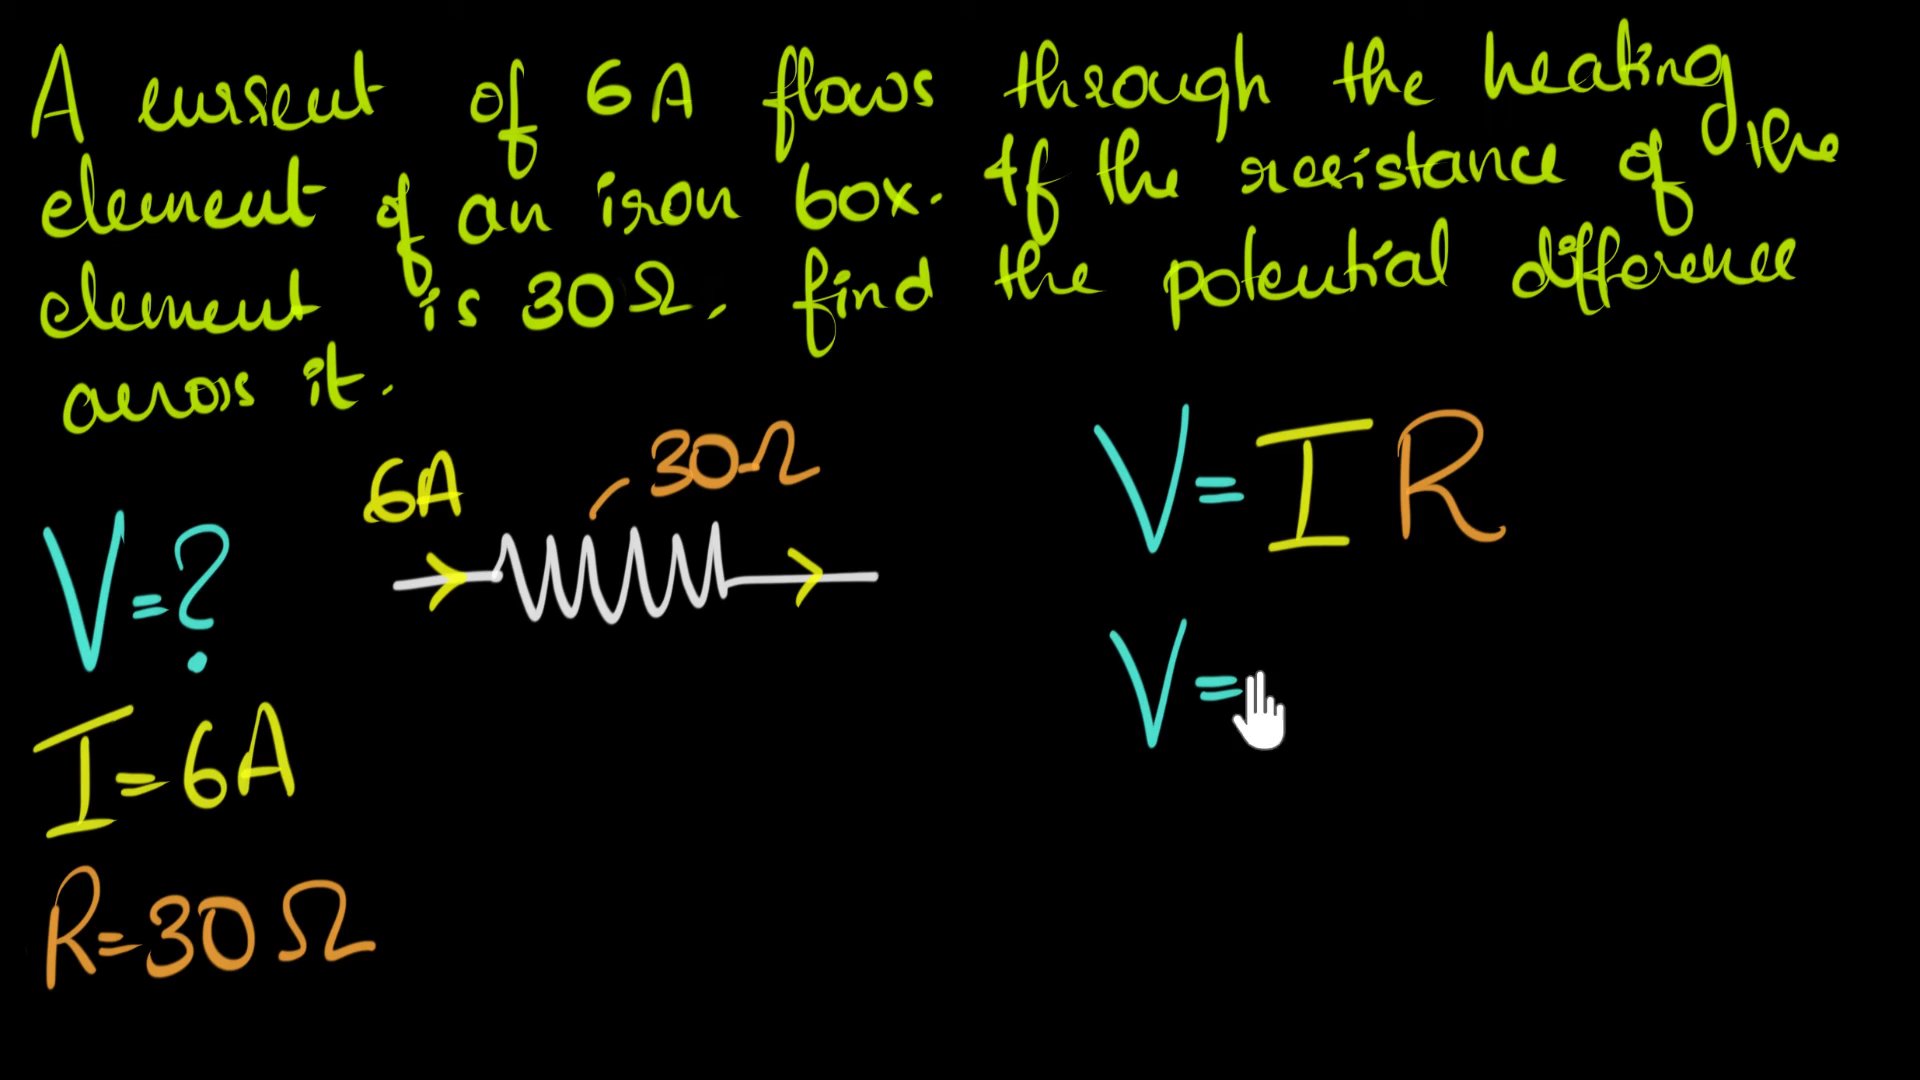 A current of 6A flows through the heating
element of an iron box. If the resistance of the
element is 30Ω, find the potential difference
across it.
6A
30Ω
V = I R
V = ?
V =
I = 6A
R = 30Ω